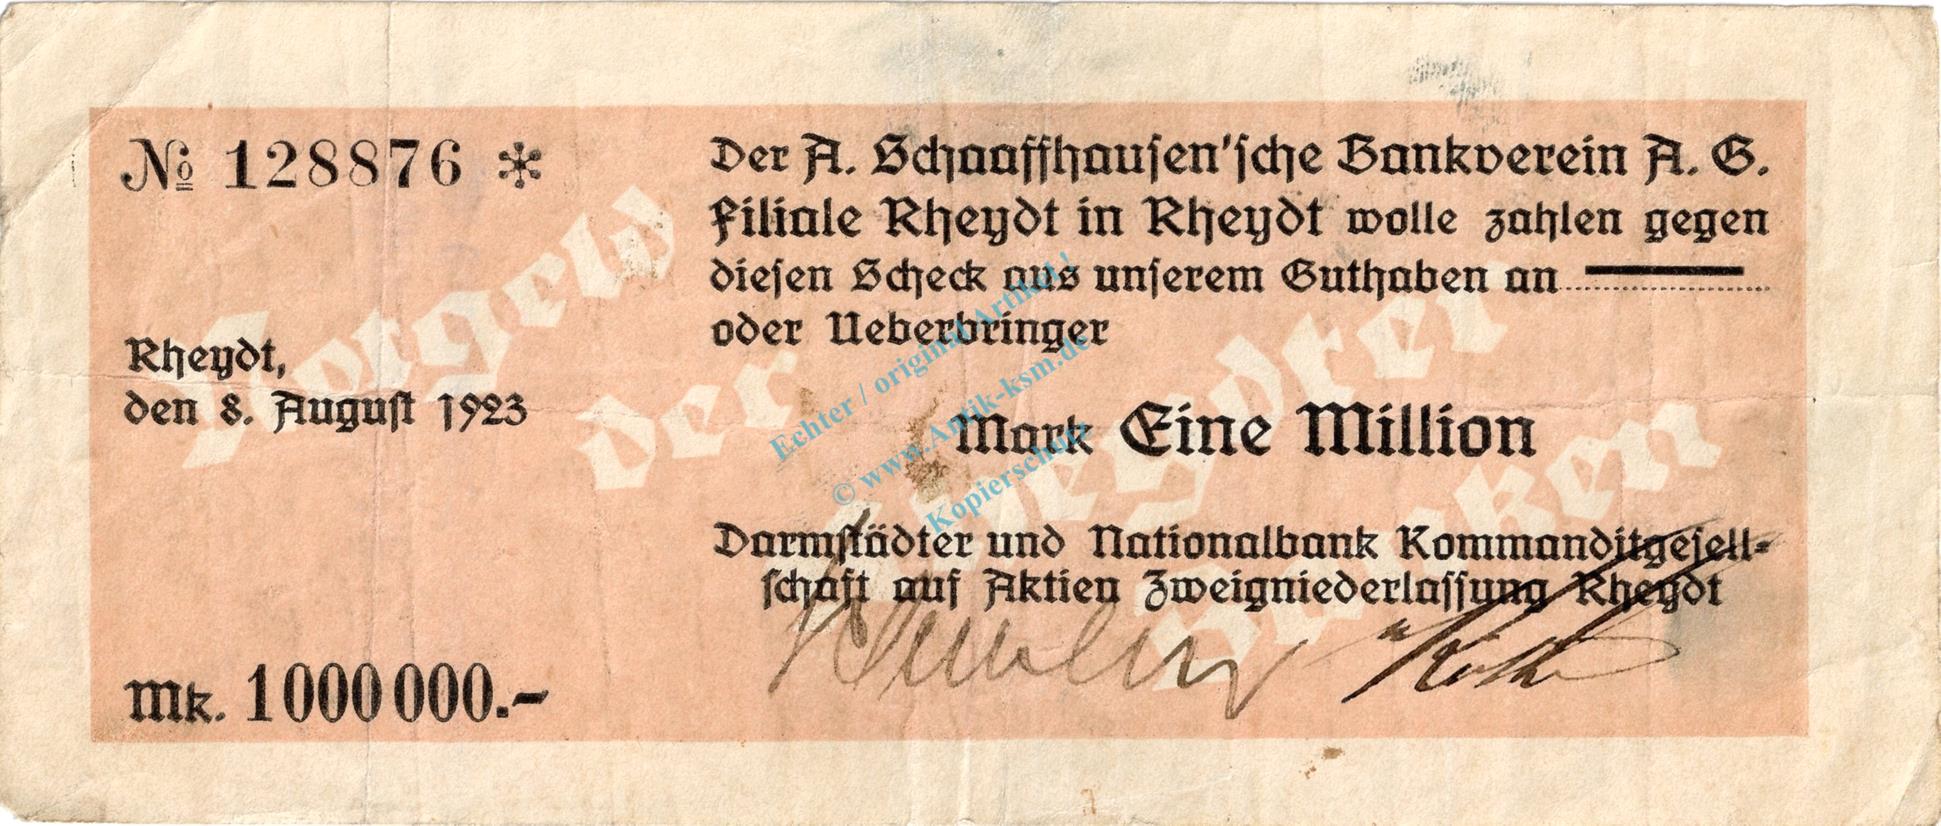 № 128876 *
Der A. Schaaffhausen'sche Bankverein A. G.
Filiale Rheydt in Rheydt wolle zahlen gegen
diesen Scheck aus unserem Guthaben an
oder Ueberbringer
Rheydt,
den 8. August 1923
Mark Eine Million
Darmstädter und Nationalbank Kommanditgesell-
schaft auf Aktien Zweigniederlassung Rheydt
Mk. 1000000.-
Notgeld
der
Rheydter
Banken
Echter / original Artikel !
© www.Antik-ksm.de
Kopierschutz